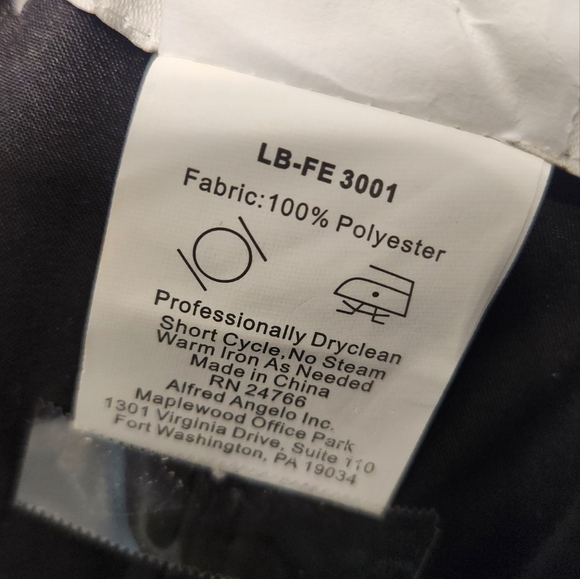 LB-FE 3001
Fabric:100% Polyester
Professionally Dryclean
Short Cycle,No Steam
Warm Iron As Needed
Made in China
RN 24766
Alfred Angelo Inc.
Maplewood Office Park
1301 Virginia Drive, Suite 110
Fort Washington, PA 19034